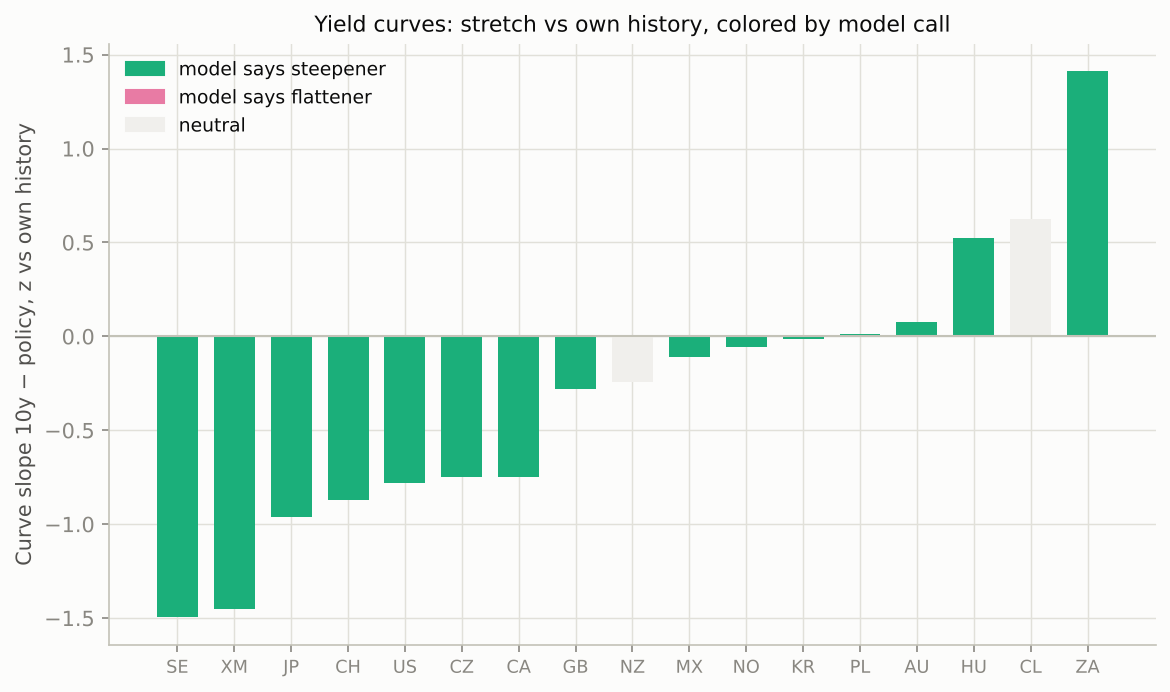 Yield curves: stretch vs own history, colored by model call
model says steepener
model says flattener
neutral
Curve slope 10y − policy, z vs own history
1.5
1.0
0.5
0.0
−0.5
−1.0
−1.5
SE XM JP CH US CZ CA GB NZ MX NO KR PL AU HU CL ZA